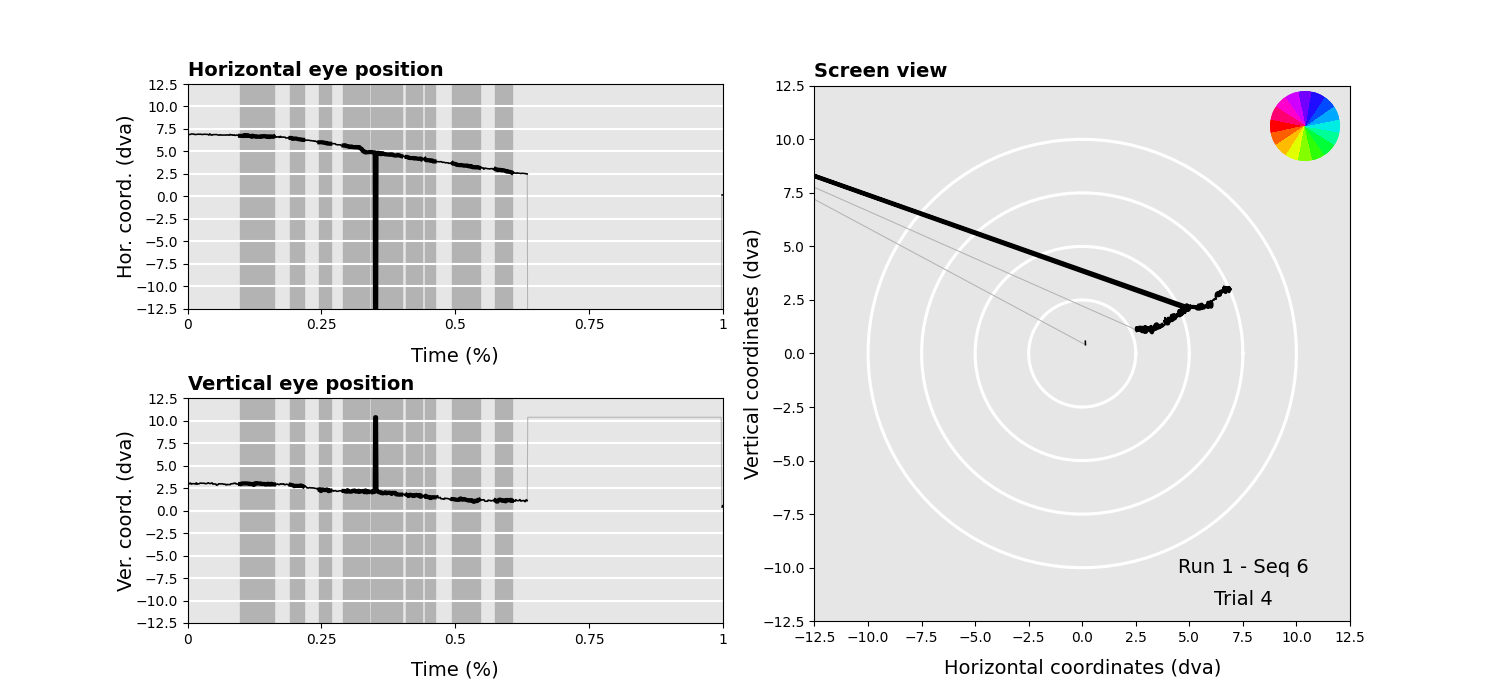 Horizontal eye position
Hor. coord. (dva)
12.5
10.0
7.5
5.0
2.5
0.0
−2.5
−5.0
−7.5
−10.0
−12.5
0 0.25 0.5 0.75 1
Time (%)
Vertical eye position
Ver. coord. (dva)
12.5
10.0
7.5
5.0
2.5
0.0
−2.5
−5.0
−7.5
−10.0
−12.5
0 0.25 0.5 0.75 1
Time (%)
Screen view
Vertical coordinates (dva)
12.5
10.0
7.5
5.0
2.5
0.0
−2.5
−5.0
−7.5
−10.0
−12.5
Run 1 - Seq 6
Trial 4
−12.5 −10.0 −7.5 −5.0 −2.5 0.0 2.5 5.0 7.5 10.0 12.5
Horizontal coordinates (dva)